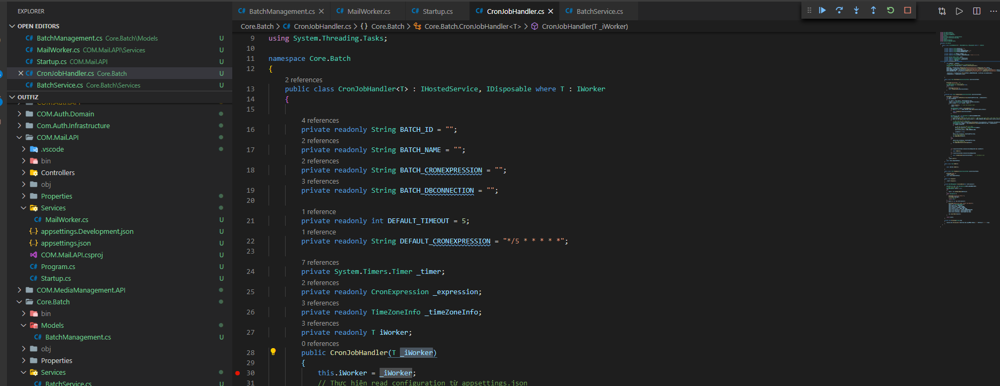 EXPLORER
OPEN EDITORS
BatchManagement.cs Core.Batch\Models U
MailWorker.cs COM.Mail.API\Services U
Startup.cs COM.Mail.API U
CronJobHandler.cs Core.Batch U
BatchService.cs Core.Batch\Services U
OUTFIZ
COM.Auth.API
COM.Auth.Domain
Com.Auth.Infrastructure
COM.Mail.API
.vscode
bin
Controllers
obj
Properties
Services
MailWorker.cs U
appsettings.Development.json U
appsettings.json U
COM.Mail.API.csproj U
Program.cs U
Startup.cs U
COM.MediaManagement.API
Core.Batch
bin
Models
BatchManagement.cs U
obj
Properties
Services
BatchService.cs U
BatchManagement.cs MailWorker.cs Startup.cs CronJobHandler.cs BatchService.cs
Core.Batch > CronJobHandler.cs > {} Core.Batch > Core.Batch.CronJobHandler<T> > CronJobHandler(T _iWorker)
9 using System.Threading.Tasks;
10
11 namespace Core.Batch
12 {
2 references
13 public class CronJobHandler<T> : IHostedService, IDisposable where T : IWorker
14 {
15
4 references
16 private readonly String BATCH_ID = "";
2 references
17 private readonly String BATCH_NAME = "";
2 references
18 private readonly String BATCH_CRONEXPRESSION = "";
3 references
19 private readonly String BATCH_DBCONNECTION = "";
20
1 reference
21 private readonly int DEFAULT_TIMEOUT = 5;
1 reference
22 private readonly String DEFAULT_CRONEXPRESSION = "*/5 * * * * *";
23
7 references
24 private System.Timers.Timer _timer;
2 references
25 private readonly CronExpression _expression;
3 references
26 private readonly TimeZoneInfo _timeZoneInfo;
3 references
27 private readonly T iWorker;
0 references
28 public CronJobHandler(T _iWorker)
29 {
30 this.iWorker = _iWorker;
31 // Thực hiện read configuration từ appsettings.json